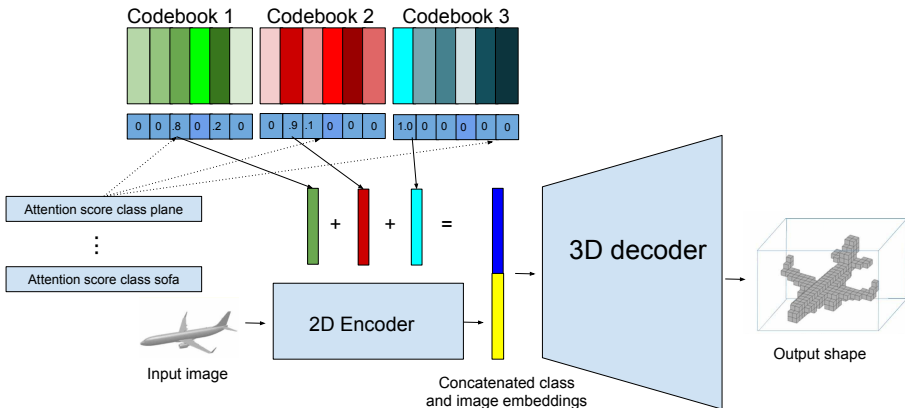 Codebook 1 Codebook 2 Codebook 3
0 0 .8 0 .2 0 0 .9 .1 0 0 0 1.0 0 0 0 0 0
Attention score class plane
⋮
Attention score class sofa
+ + =
3D decoder
2D Encoder
Input image
Concatenated class
and image embeddings
Output shape